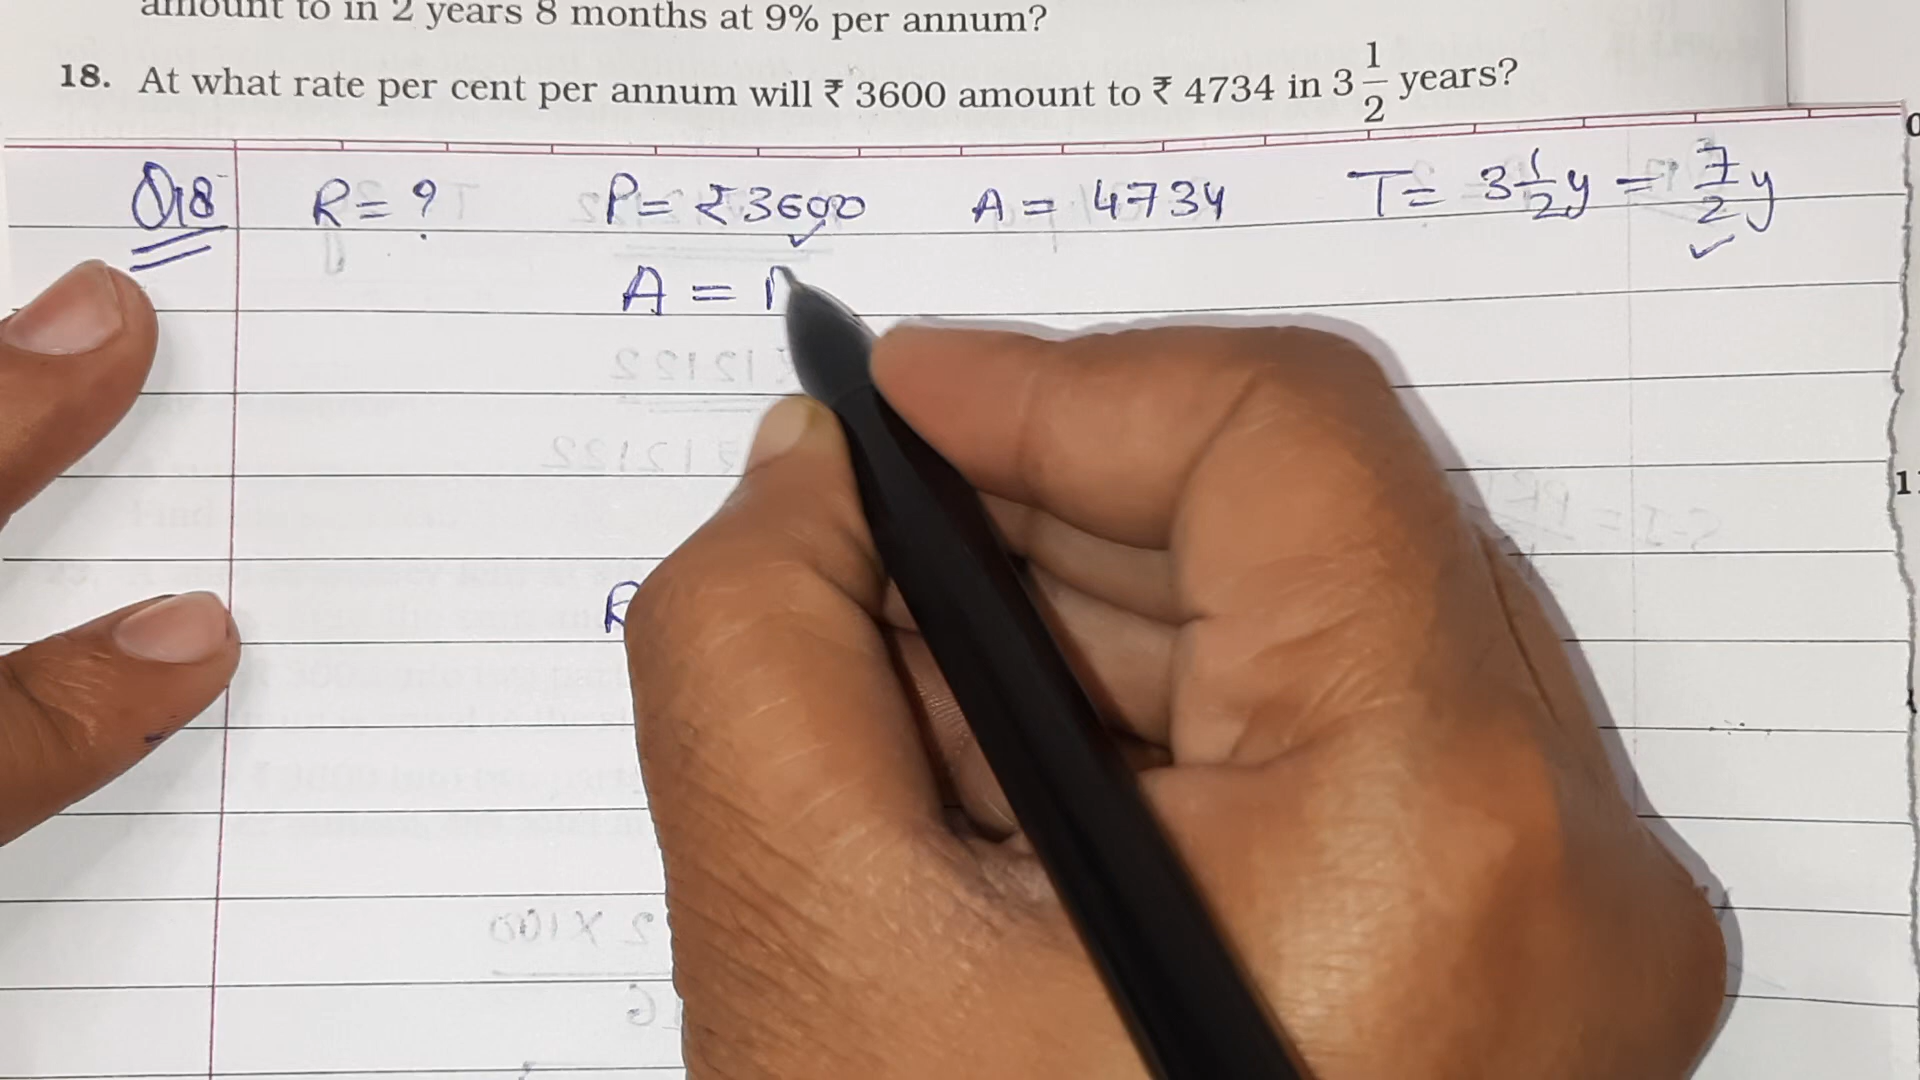 amount to in 2 years 8 months at 9% per annum?
18. At what rate per cent per annum will ₹ 3600 amount to ₹ 4734 in 3 1/2 years?
Q18 R = ? P = ₹3600 A = 4734 T = 3 1/2 y = 7/2 y
A =
R